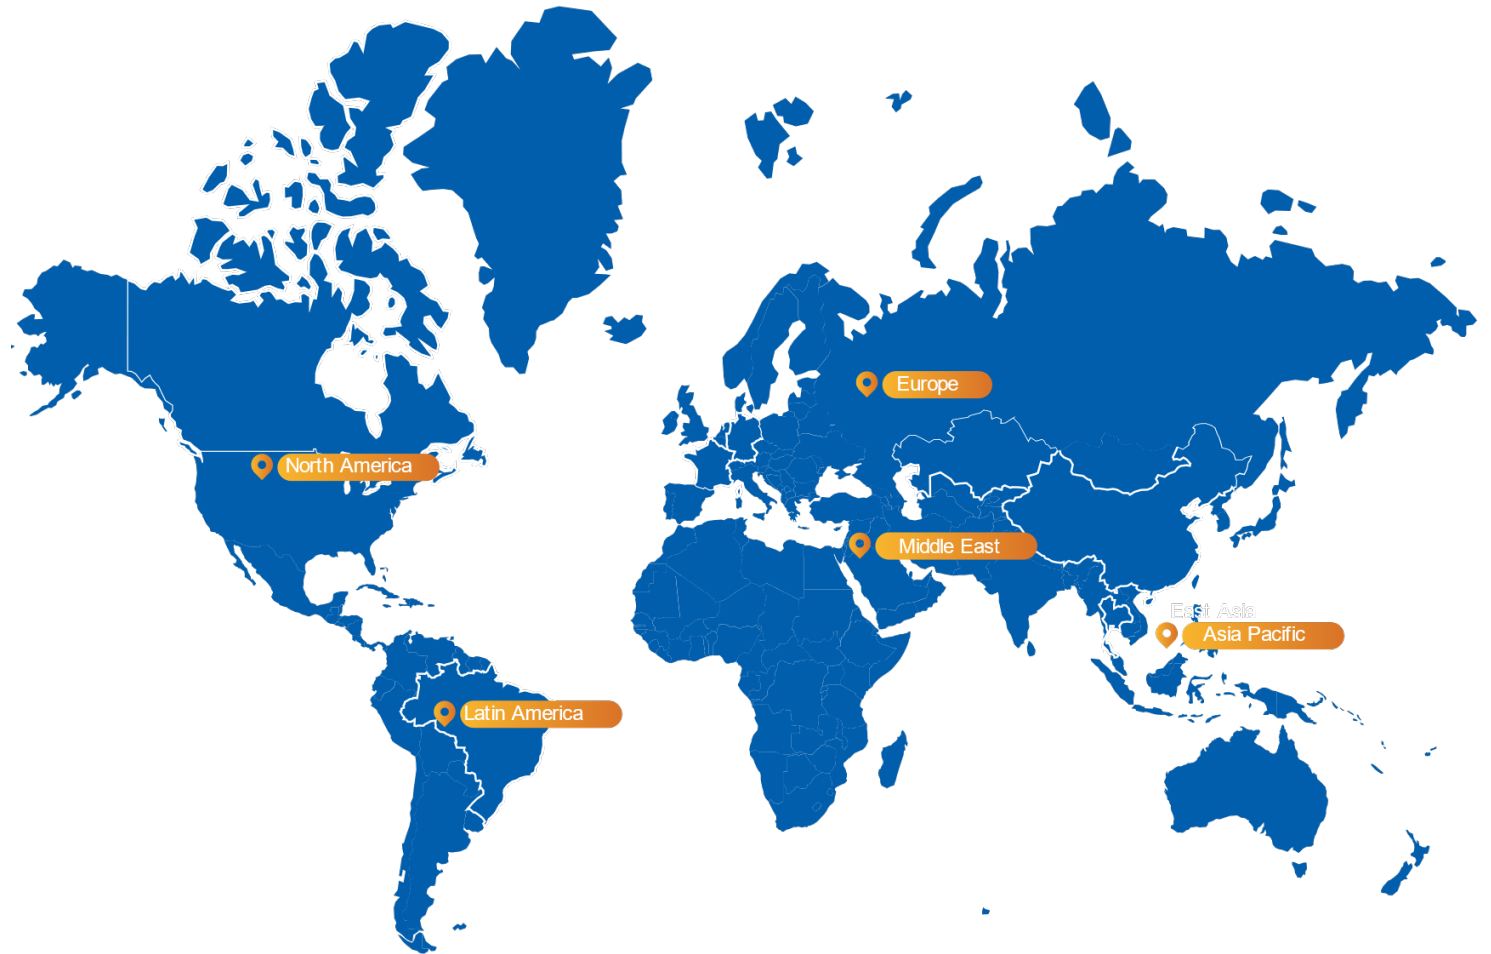 Europe
North America
Middle East
East Asia
Asia Pacific
Latin America